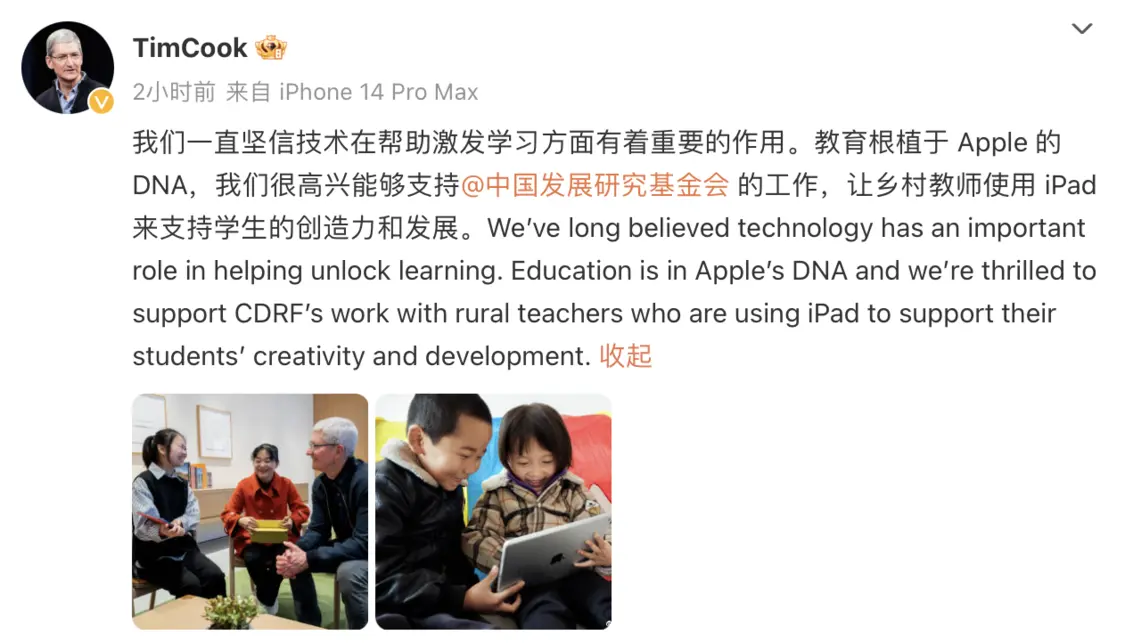 TimCook
2小时前 来自 iPhone 14 Pro Max
我们一直坚信技术在帮助激发学习方面有着重要的作用。教育根植于 Apple 的
DNA，我们很高兴能够支持@中国发展研究基金会 的工作，让乡村教师使用 iPad
来支持学生的创造力和发展。We’ve long believed technology has an important
role in helping unlock learning. Education is in Apple’s DNA and we’re thrilled to
support CDRF’s work with rural teachers who are using iPad to support their
students’ creativity and development. 收起